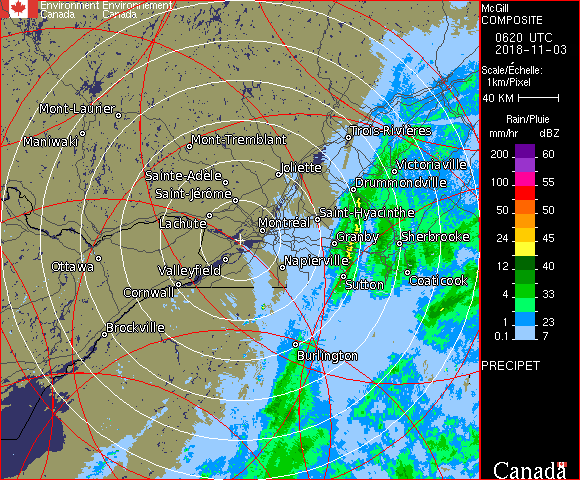 Environment Environnement
Canada Canada
McGill
COMPOSITE
0620 UTC
2018-11-03
Scale/Échelle:
1km/Pixel
40 KM
Rain/Pluie
mm/hr dBZ
200 60
100 55
50 50
24 45
12 40
4 33
1 23
0.1 7
PRECIPET
Canada
Mont-Laurier
Maniwaki
Mont-Tremblant
Trois-Rivières
Joliette
Victoriaville
Sainte-Adèle
Drummondville
Saint-Jérôme
Saint-Hyacinthe
Lachute
Montréal
Granby
Sherbrooke
Ottawa
Valleyfield
Napierville
Cornwall
Sutton
Coaticook
Brockville
Burlington